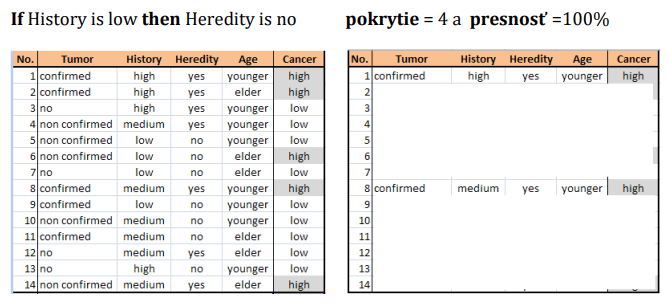 If History is low then Heredity is no
pokrytie = 4 a presnosť =100%
No. Tumor History Heredity Age Cancer
1 confirmed high yes younger high
2 confirmed high yes elder high
3 no high yes younger low
4 non confirmed medium yes younger low
5 non confirmed low no younger low
6 non confirmed low no elder high
7 no low no elder low
8 confirmed medium yes younger high
9 confirmed low no younger low
10 non confirmed medium no younger low
11 confirmed medium no elder low
12 no medium yes elder low
13 no high no younger low
14 non confirmed medium yes elder high
No. Tumor History Heredity Age Cancer
1 confirmed high yes younger high
2
3
4
5
6
7
8 confirmed medium yes younger high
9
10
11
12
13
14